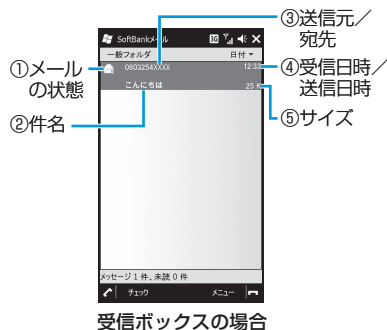 ③送信元／
宛先
SoftBankメール
一般フォルダ
日付
①メール
の状態
0803254XXXX
12:33
④受信日時／
送信日時
②件名
こんにちは
25 K
⑤サイズ
メッセージ 1 件、未読 0 件
チェック
メニュー
受信ボックスの場合